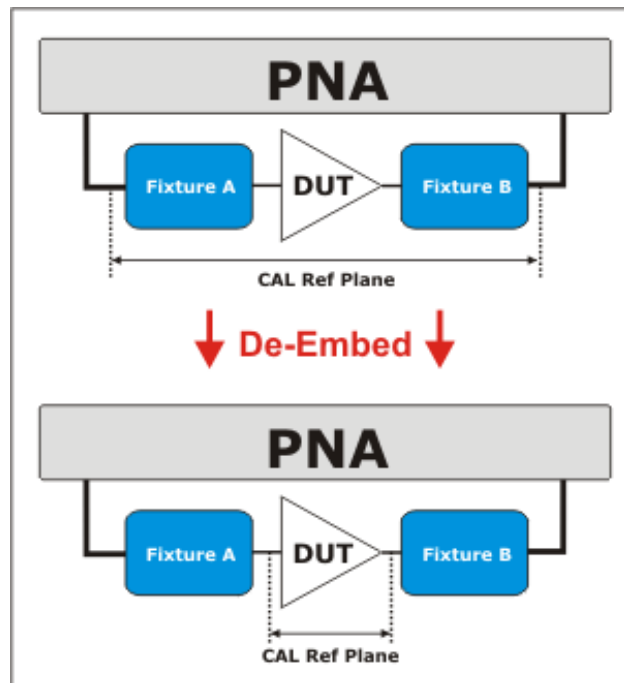 PNA
Fixture A
DUT
Fixture B
CAL Ref Plane
De-Embed
PNA
Fixture A
DUT
Fixture B
CAL Ref Plane